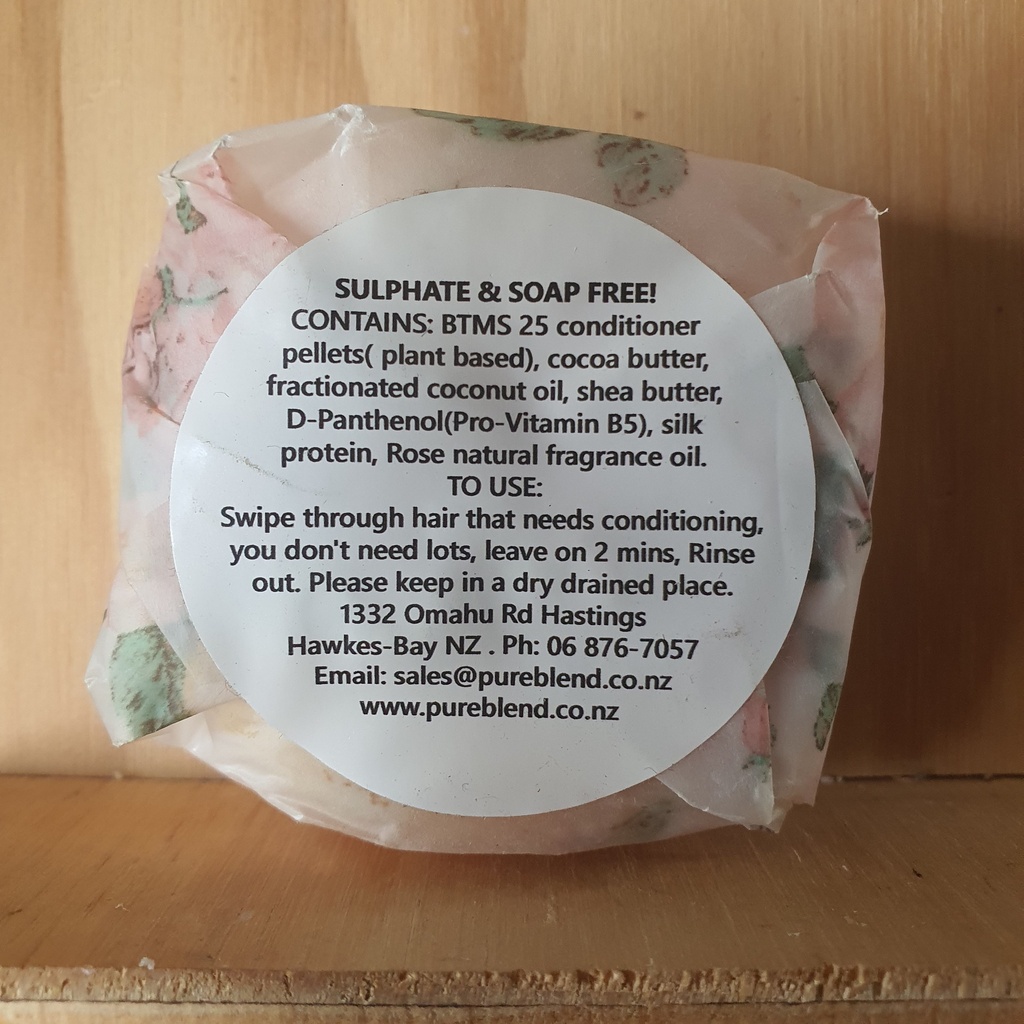 SULPHATE & SOAP FREE!
CONTAINS: BTMS 25 conditioner
pellets( plant based), cocoa butter,
fractionated coconut oil, shea butter,
D-Panthenol(Pro-Vitamin B5), silk
protein, Rose natural fragrance oil.
TO USE:
Swipe through hair that needs conditioning,
you don't need lots, leave on 2 mins, Rinse
out. Please keep in a dry drained place.
1332 Omahu Rd Hastings
Hawkes-Bay NZ . Ph: 06 876-7057
Email: sales@pureblend.co.nz
www.pureblend.co.nz